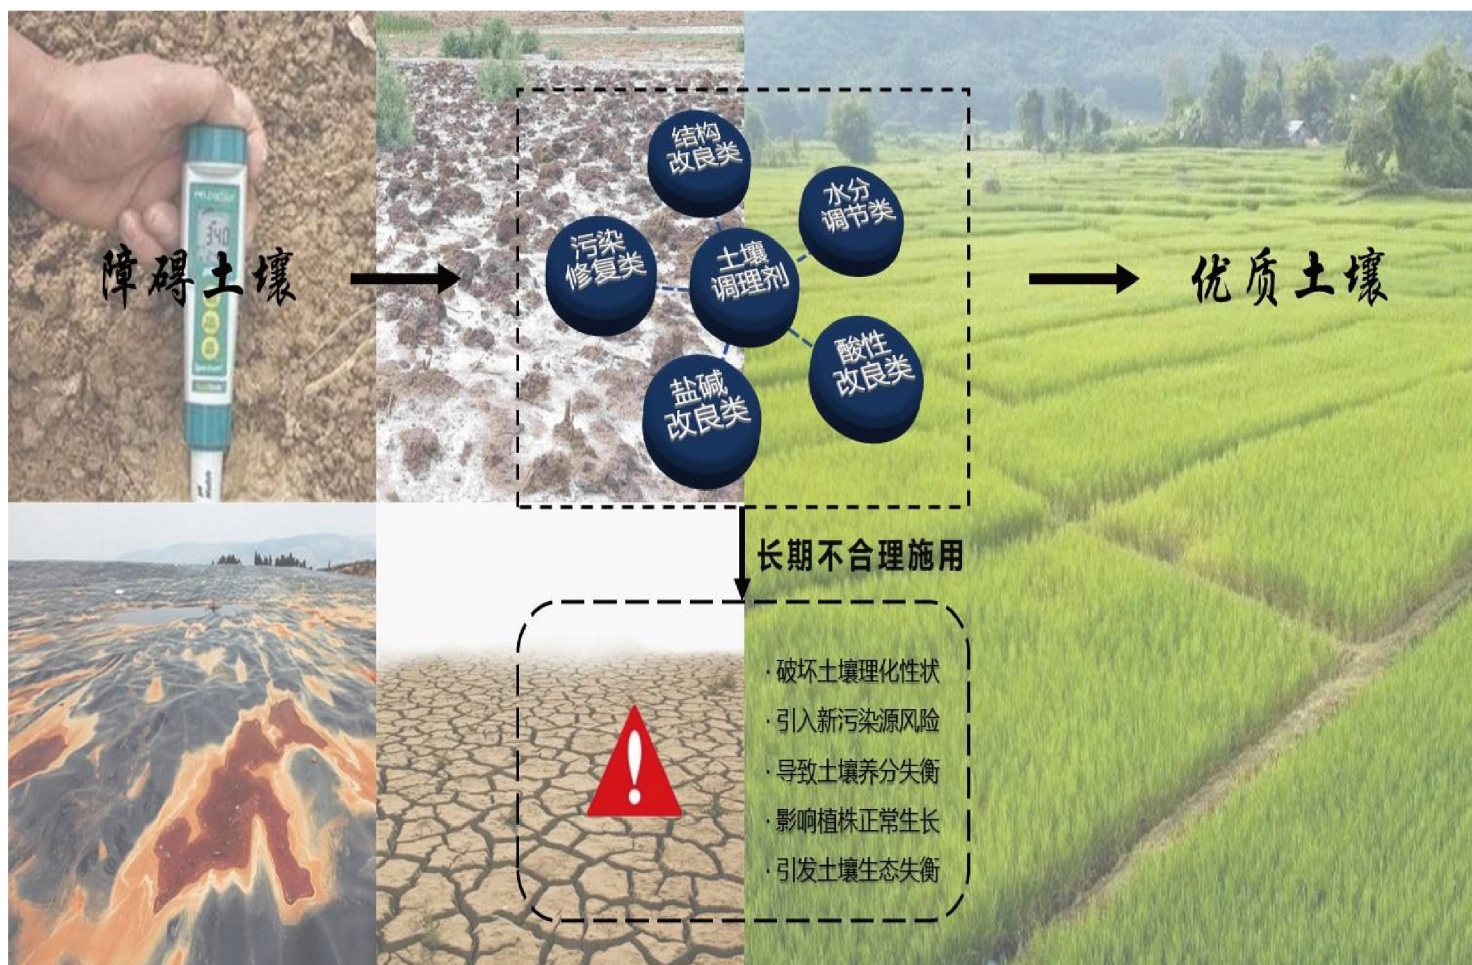 结构
改良类
水分
调节类
污染
修复类
土壤
调理剂
障碍土壤
优质土壤
340
盐碱
改良类
酸性
改良类
长期不合理施用
· 破坏土壤理化性状
· 引入新污染源风险
· 导致土壤养分失衡
· 影响植株正常生长
· 引发土壤生态失衡